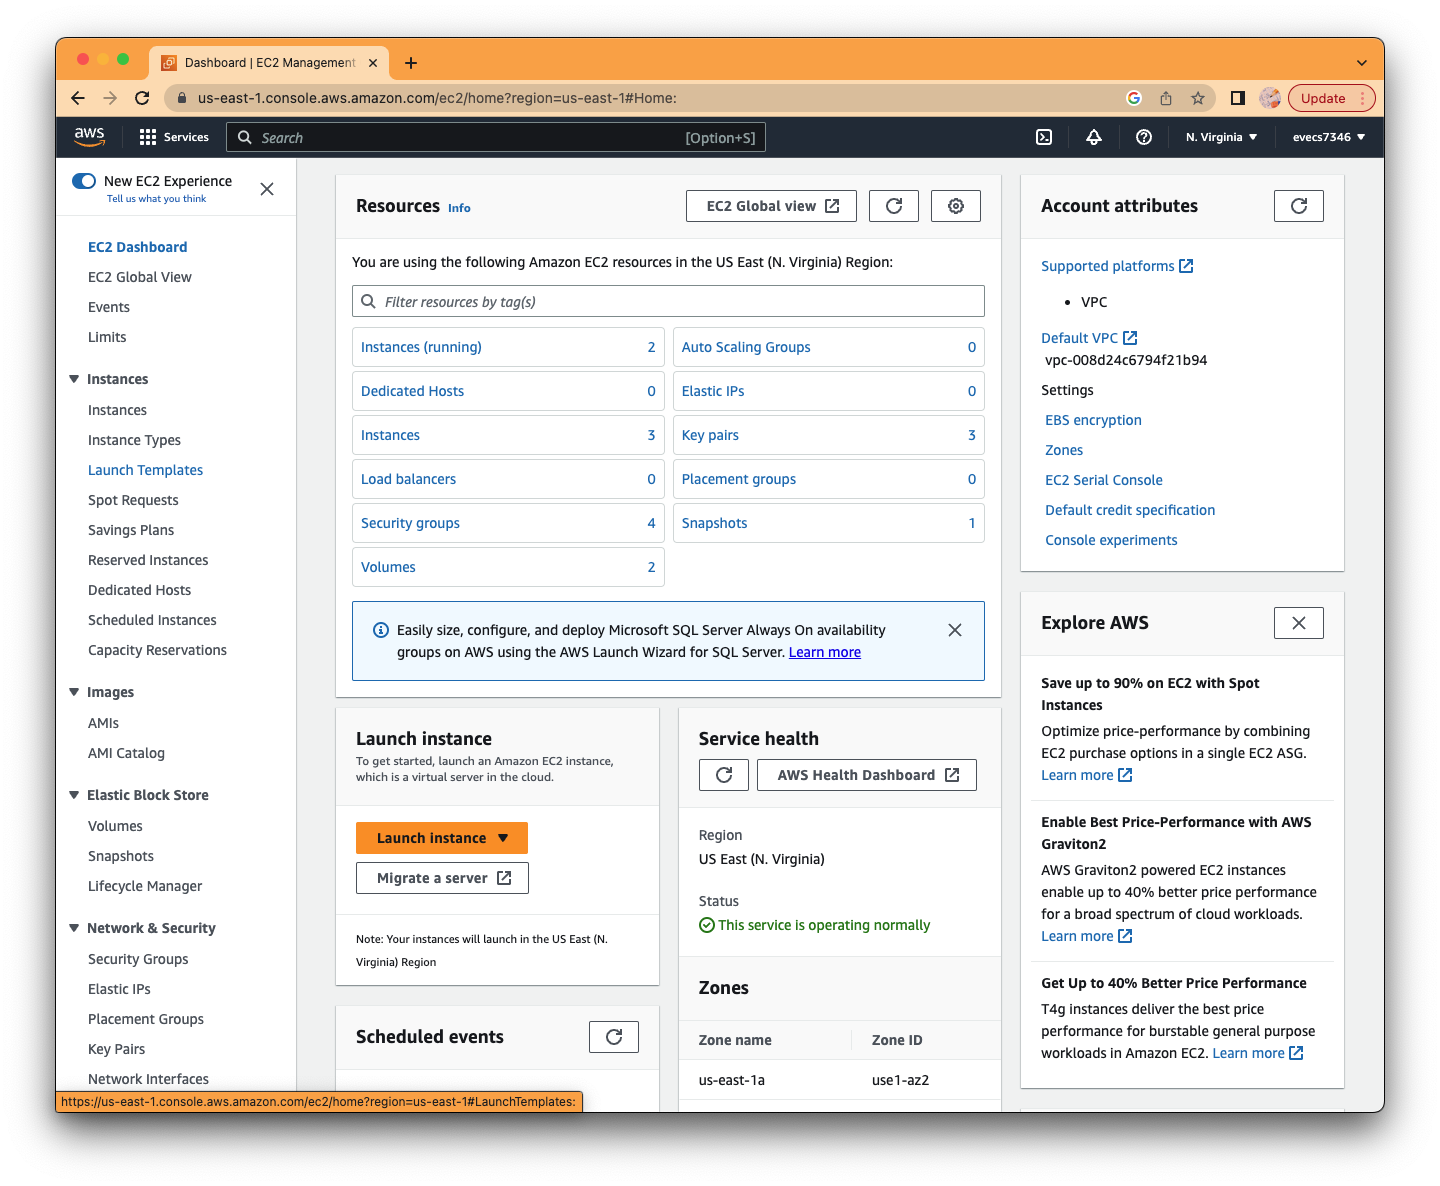 Dashboard | EC2 Management
us-east-1.console.aws.amazon.com/ec2/home?region=us-east-1#Home:
Update
aws
Services
Search
[Option+S]
N. Virginia
evecs7346
New EC2 Experience
Tell us what you think
EC2 Dashboard
EC2 Global View
Events
Limits
Instances
Instances
Instance Types
Launch Templates
Spot Requests
Savings Plans
Reserved Instances
Dedicated Hosts
Scheduled Instances
Capacity Reservations
Images
AMIs
AMI Catalog
Elastic Block Store
Volumes
Snapshots
Lifecycle Manager
Network & Security
Security Groups
Elastic IPs
Placement Groups
Key Pairs
Network Interfaces
https://us-east-1.console.aws.amazon.com/ec2/home?region=us-east-1#LaunchTemplates:
Resources Info
EC2 Global view
You are using the following Amazon EC2 resources in the US East (N. Virginia) Region:
Filter resources by tag(s)
Instances (running) 2
Auto Scaling Groups 0
Dedicated Hosts 0
Elastic IPs 0
Instances 3
Key pairs 3
Load balancers 0
Placement groups 0
Security groups 4
Snapshots 1
Volumes 2
Easily size, configure, and deploy Microsoft SQL Server Always On availability
groups on AWS using the AWS Launch Wizard for SQL Server. Learn more
Launch instance
To get started, launch an Amazon EC2 instance,
which is a virtual server in the cloud.
Launch instance
Migrate a server
Note: Your instances will launch in the US East (N.
Virginia) Region
Scheduled events
Service health
AWS Health Dashboard
Region
US East (N. Virginia)
Status
This service is operating normally
Zones
Zone name Zone ID
us-east-1a use1-az2
Account attributes
Supported platforms
• VPC
Default VPC
vpc-008d24c6794f21b94
Settings
EBS encryption
Zones
EC2 Serial Console
Default credit specification
Console experiments
Explore AWS
Save up to 90% on EC2 with Spot
Instances
Optimize price-performance by combining
EC2 purchase options in a single EC2 ASG.
Learn more
Enable Best Price-Performance with AWS
Graviton2
AWS Graviton2 powered EC2 instances
enable up to 40% better price performance
for a broad spectrum of cloud workloads.
Learn more
Get Up to 40% Better Price Performance
T4g instances deliver the best price
performance for burstable general purpose
workloads in Amazon EC2. Learn more